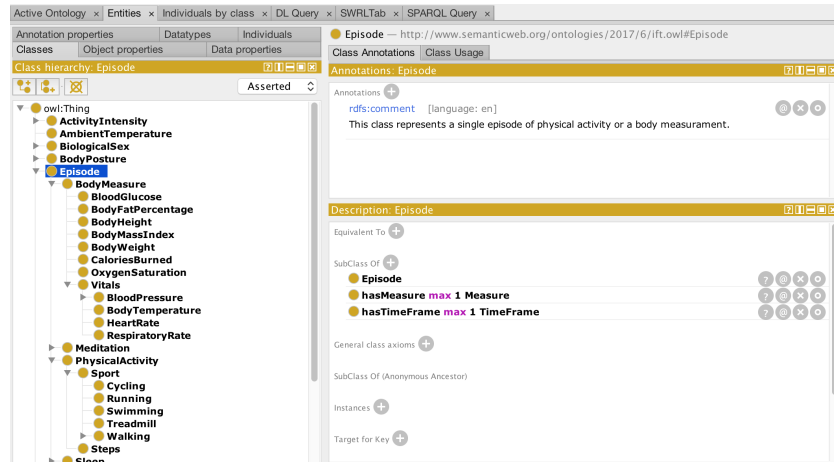 Active Ontology × Entities × Individuals by class × DL Query × SWRLTab × SPARQL Query ×
Annotation properties Datatypes Individuals
Classes Object properties Data properties
Class hierarchy: Episode
Asserted
owl:Thing
ActivityIntensity
AmbientTemperature
BiologicalSex
BodyPosture
Episode
BodyMeasure
BloodGlucose
BodyFatPercentage
BodyHeight
BodyMassIndex
BodyWeight
CaloriesBurned
OxygenSaturation
Vitals
BloodPressure
BodyTemperature
HeartRate
RespiratoryRate
Meditation
PhysicalActivity
Sport
Cycling
Running
Swimming
Treadmill
Walking
Steps
Sleep
Episode — http://www.semanticweb.org/ontologies/2017/6/ift.owl#Episode
Class Annotations Class Usage
Annotations: Episode
Annotations
rdfs:comment [language: en]
This class represents a single episode of physical activity or a body measurament.
Description: Episode
Equivalent To
SubClass Of
Episode
hasMeasure max 1 Measure
hasTimeFrame max 1 TimeFrame
General class axioms
SubClass Of (Anonymous Ancestor)
Instances
Target for Key